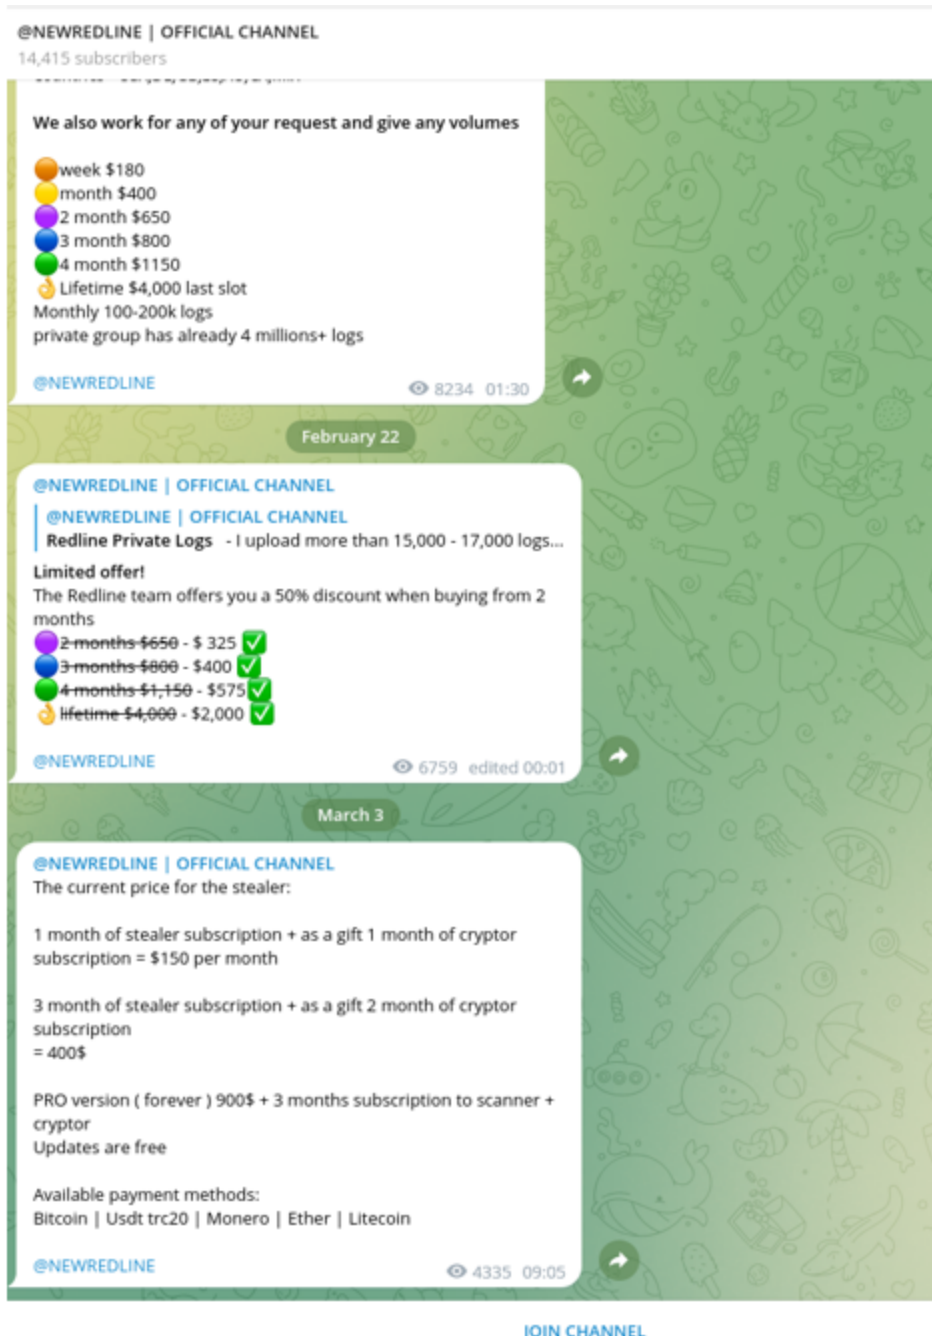 @NEWREDLINE | OFFICIAL CHANNEL
14,415 subscribers
We also work for any of your request and give any volumes
🟠week $180
🟡month $400
🟣2 month $650
🔵3 month $800
🟢4 month $1150
👌Lifetime $4,000 last slot
Monthly 100-200k logs
private group has already 4 millions+ logs
@NEWREDLINE
8234 01:30
February 22
@NEWREDLINE | OFFICIAL CHANNEL
@NEWREDLINE | OFFICIAL CHANNEL
Redline Private Logs - I upload more than 15,000 - 17,000 logs...
Limited offer!
The Redline team offers you a 50% discount when buying from 2
months
🟣2 months $650 - $ 325 ✅
🔵3 months $800 - $400 ✅
🟢4 months $1,150 - $575✅
👌lifetime $4,000 - $2,000 ✅
@NEWREDLINE
6759 edited 00:01
March 3
@NEWREDLINE | OFFICIAL CHANNEL
The current price for the stealer:
1 month of stealer subscription + as a gift 1 month of cryptor
subscription = $150 per month
3 month of stealer subscription + as a gift 2 month of cryptor
subscription
= 400$
PRO version ( forever ) 900$ + 3 months subscription to scanner +
cryptor
Updates are free
Available payment methods:
Bitcoin | Usdt trc20 | Monero | Ether | Litecoin
@NEWREDLINE
4335 09:05
JOIN CHANNEL